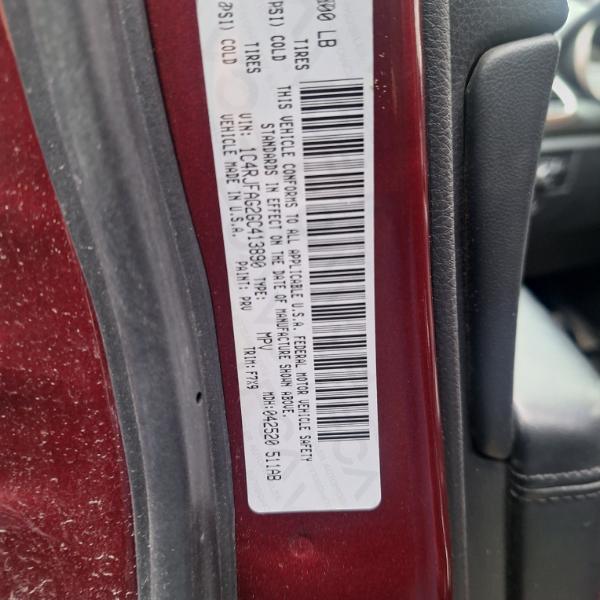 00 LB
TIRES PSI) COLD
TIRES PSI) COLD
THIS VEHICLE CONFORMS TO ALL APPLICABLE U.S.A. FEDERAL MOTOR VEHICLE SAFETY
STANDARDS IN EFFECT ON THE DATE OF MANUFACTURE SHOWN ABOVE.
VIN: 1C4RJFAG2GC413890 TYPE: MPV MDH:042520 511AB
VEHICLE MADE IN U.S.A. PAINT: PRV TRIM:F7X9